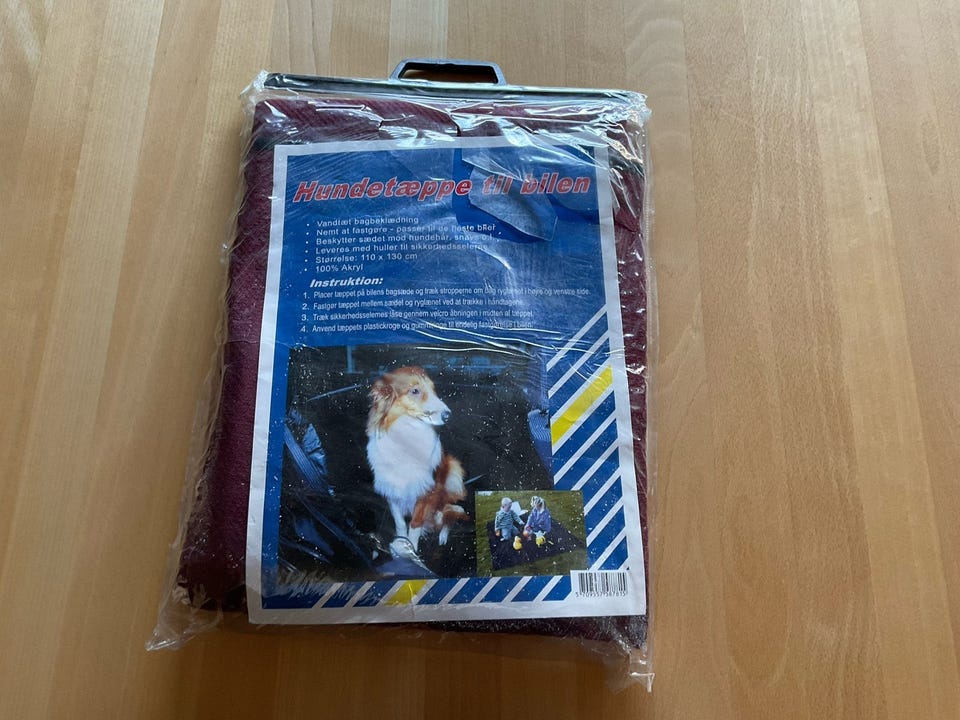 Hundetæppe til bilen
• Vandtæt bagbeklædning
• Nemt at fastgøre - passer til de fleste biler
• Beskytter sædet mod hundehår, snavs o.l.
• Leveres med huller til sikkerhedsselerne
• Størrelse: 110 x 130 cm
• 100% Akryl
Instruktion:
1. Placer tæppet på bilens bagsæde og træk stropperne om dag ryglænet i højre og venstre side.
2. Fastgør tæppet mellem sædet og ryglænet ved at trække i håndtagene.
3. Træk sikkerhedsselernes låse gennem velcro åbningen i midten af tæppet.
4. Anvend tæppets plastickroge og gummiringe til endelig fastgørelse i bilen.
5709557387815